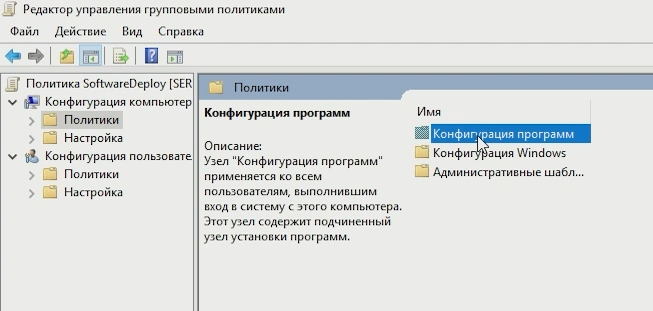 Редактор управления групповыми политиками
Файл Действие Вид Справка
Политика SoftwareDeploy [SER
Конфигурация компьютер
Политики
Настройка
Конфигурация пользовате
Политики
Настройка
Политики
Конфигурация программ
Описание:
Узел "Конфигурация программ"
применяется ко всем
пользователям, выполнившим
вход в систему с этого компьютера.
Этот узел содержит подчиненный
узел установки программ.
Имя
Конфигурация программ
Конфигурация Windows
Административные шабл...